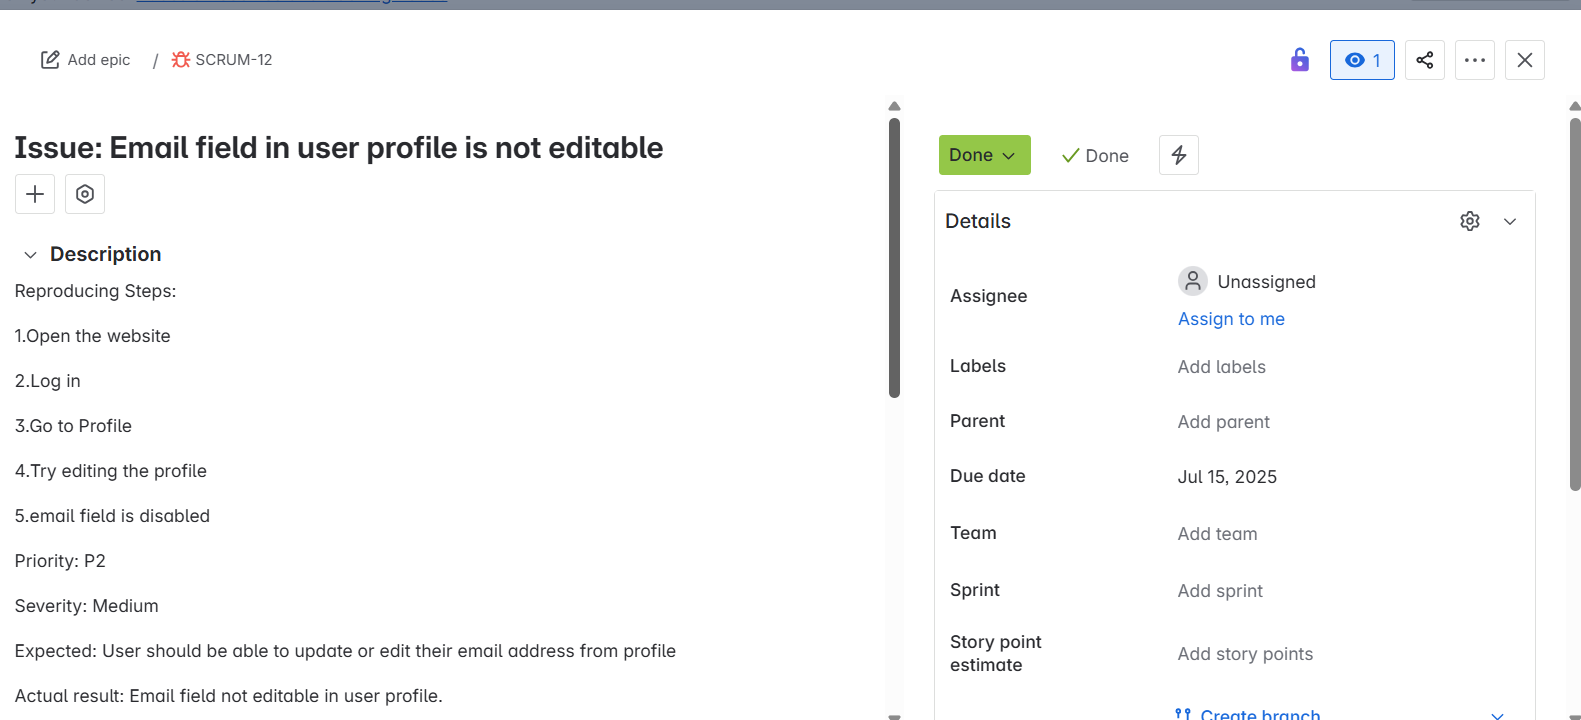 Add epic / SCRUM-12
1
Issue: Email field in user profile is not editable
Description
Reproducing Steps:
1.Open the website
2.Log in
3.Go to Profile
4.Try editing the profile
5.email field is disabled
Priority: P2
Severity: Medium
Expected: User should be able to update or edit their email address from profile
Actual result: Email field not editable in user profile.
Done
Done
Details
Assignee
Unassigned
Assign to me
Labels
Add labels
Parent
Add parent
Due date
Jul 15, 2025
Team
Add team
Sprint
Add sprint
Story point
estimate
Add story points
Create branch